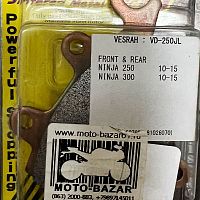 VESRAH : VD-250JL
FRONT & REAR
NINJA 250 10-15
NINJA 300 10-15
Powerful stopping
www.moto-bazar
MOTO-BAZAR